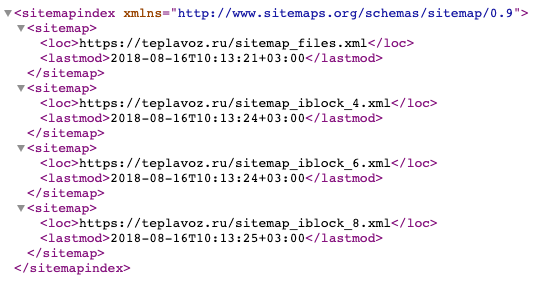 <sitemapindex xmlns="http://www.sitemaps.org/schemas/sitemap/0.9">
<sitemap>
<loc>https://teplavoz.ru/sitemap_files.xml</loc>
<lastmod>2018-08-16T10:13:21+03:00</lastmod>
</sitemap>
<sitemap>
<loc>https://teplavoz.ru/sitemap_iblock_4.xml</loc>
<lastmod>2018-08-16T10:13:24+03:00</lastmod>
</sitemap>
<sitemap>
<loc>https://teplavoz.ru/sitemap_iblock_6.xml</loc>
<lastmod>2018-08-16T10:13:24+03:00</lastmod>
</sitemap>
<sitemap>
<loc>https://teplavoz.ru/sitemap_iblock_8.xml</loc>
<lastmod>2018-08-16T10:13:25+03:00</lastmod>
</sitemap>
</sitemapindex>